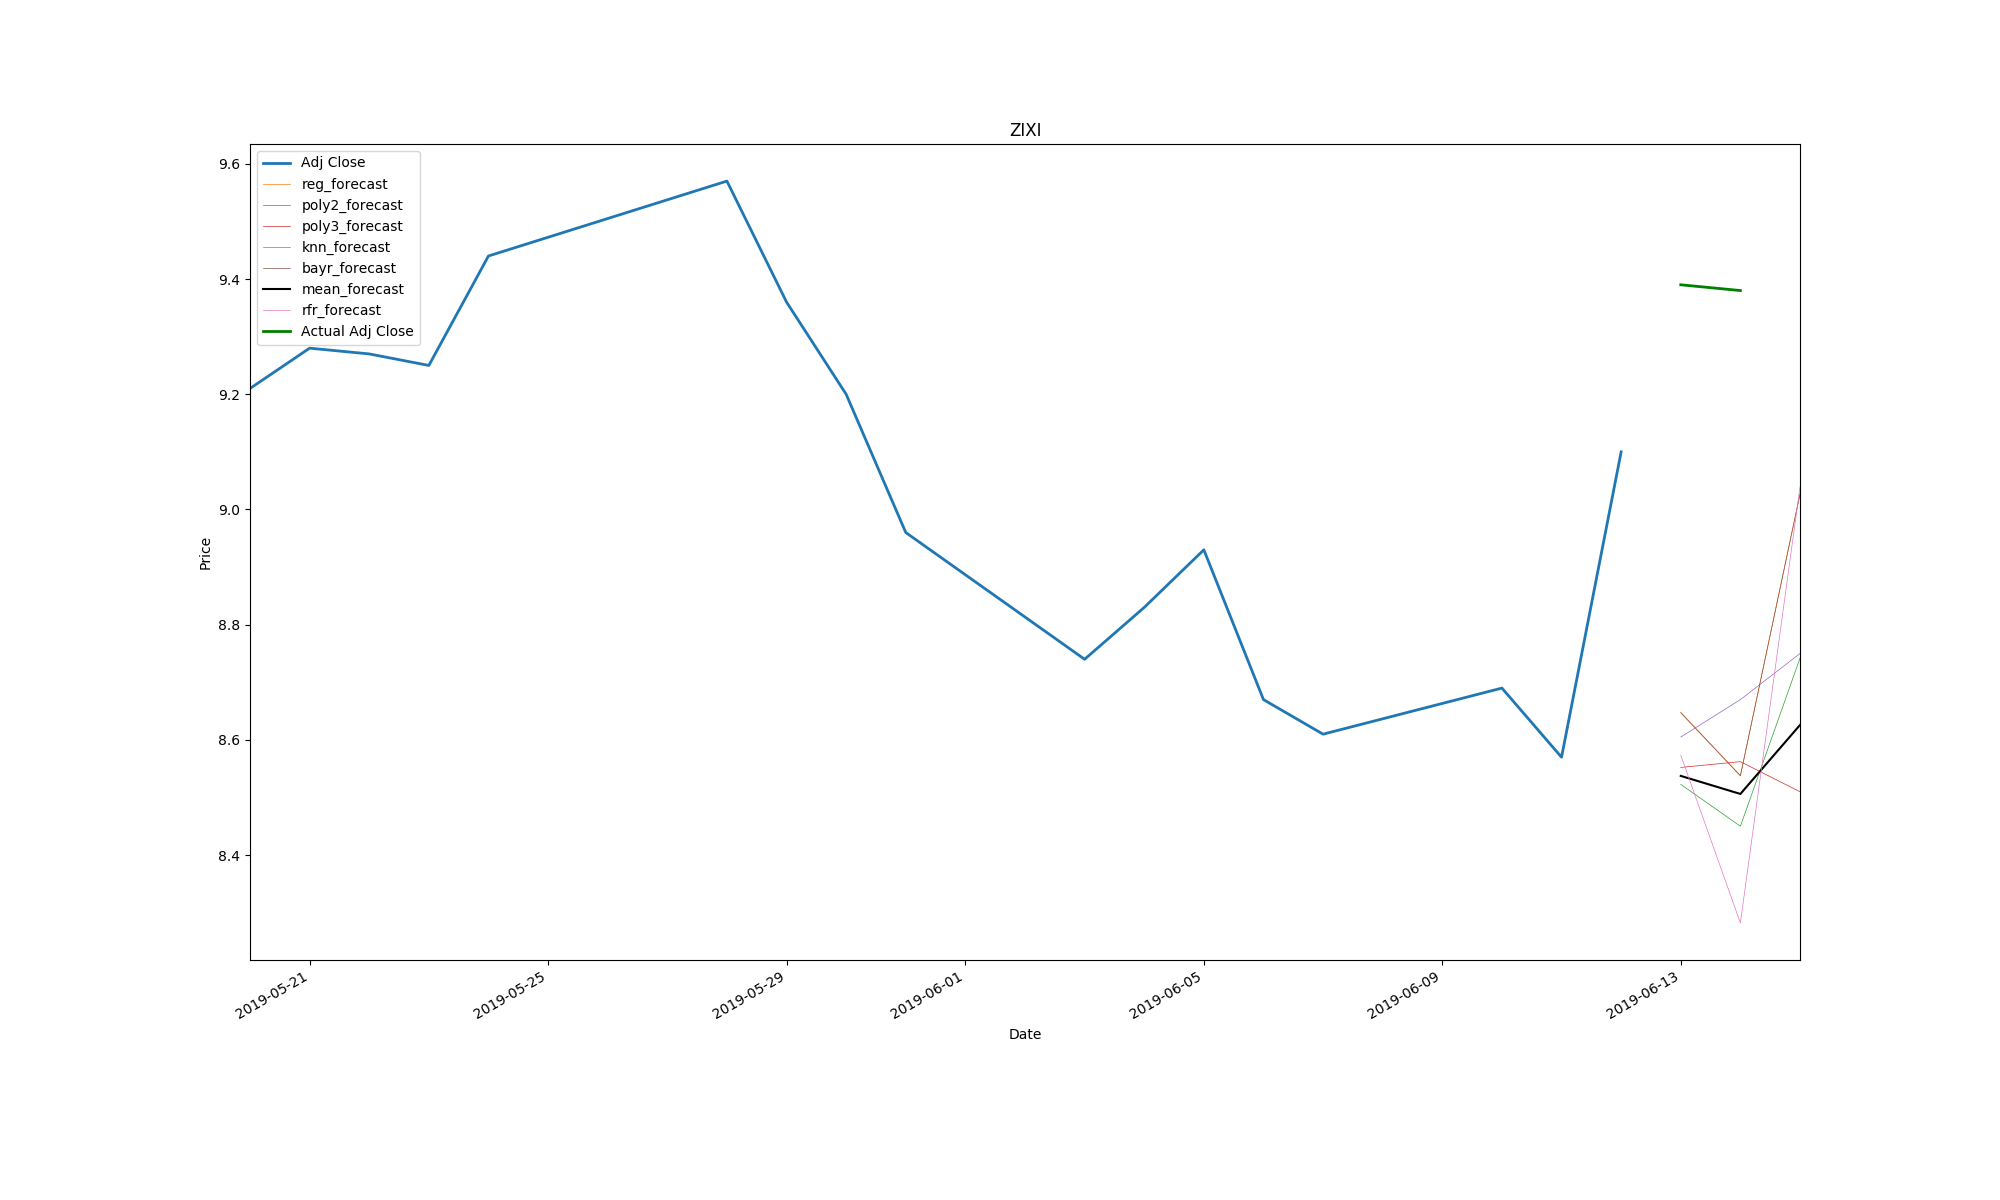 ZIXI
Adj Close
reg_forecast
poly2_forecast
poly3_forecast
knn_forecast
bayr_forecast
mean_forecast
rfr_forecast
Actual Adj Close
9.6
9.4
9.2
9.0
8.8
8.6
8.4
Price
2019-05-21
2019-05-25
2019-05-29
2019-06-01
2019-06-05
2019-06-09
2019-06-13
Date